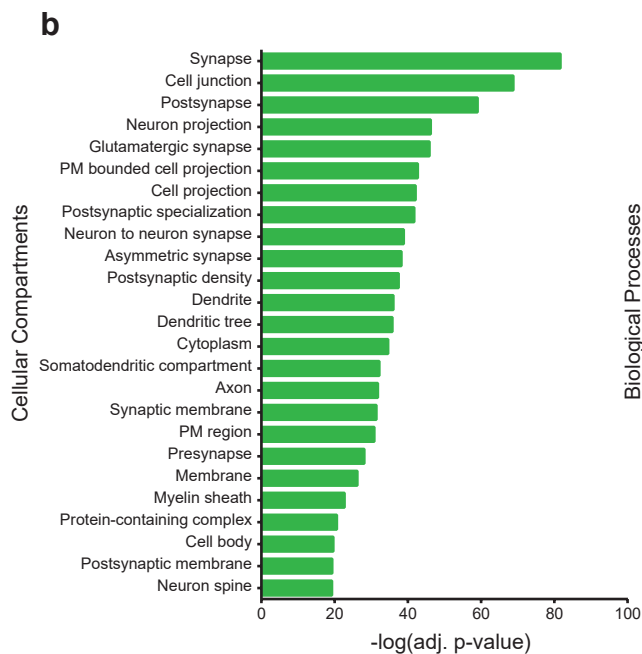 b
Synapse
Cell junction
Postsynapse
Neuron projection
Glutamatergic synapse
PM bounded cell projection
Cell projection
Postsynaptic specialization
Neuron to neuron synapse
Asymmetric synapse
Postsynaptic density
Dendrite
Dendritic tree
Cytoplasm
Somatodendritic compartment
Axon
Synaptic membrane
PM region
Presynapse
Membrane
Myelin sheath
Protein-containing complex
Cell body
Postsynaptic membrane
Neuron spine
Cellular Compartments
0 20 40 60 80 100
-log(adj. p-value)
Biological Processes